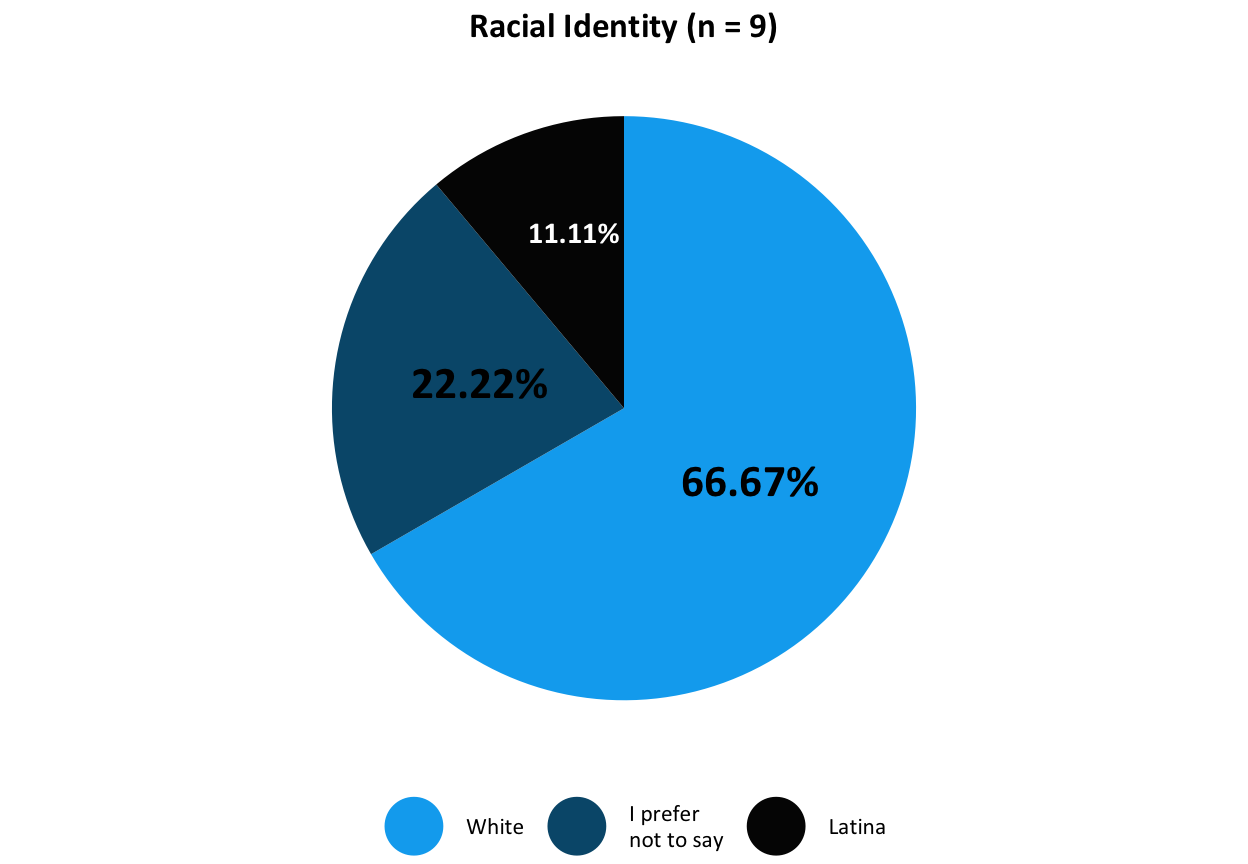 Racial Identity (n = 9)
11.11%
22.22%
66.67%
White
I prefer
not to say
Latina